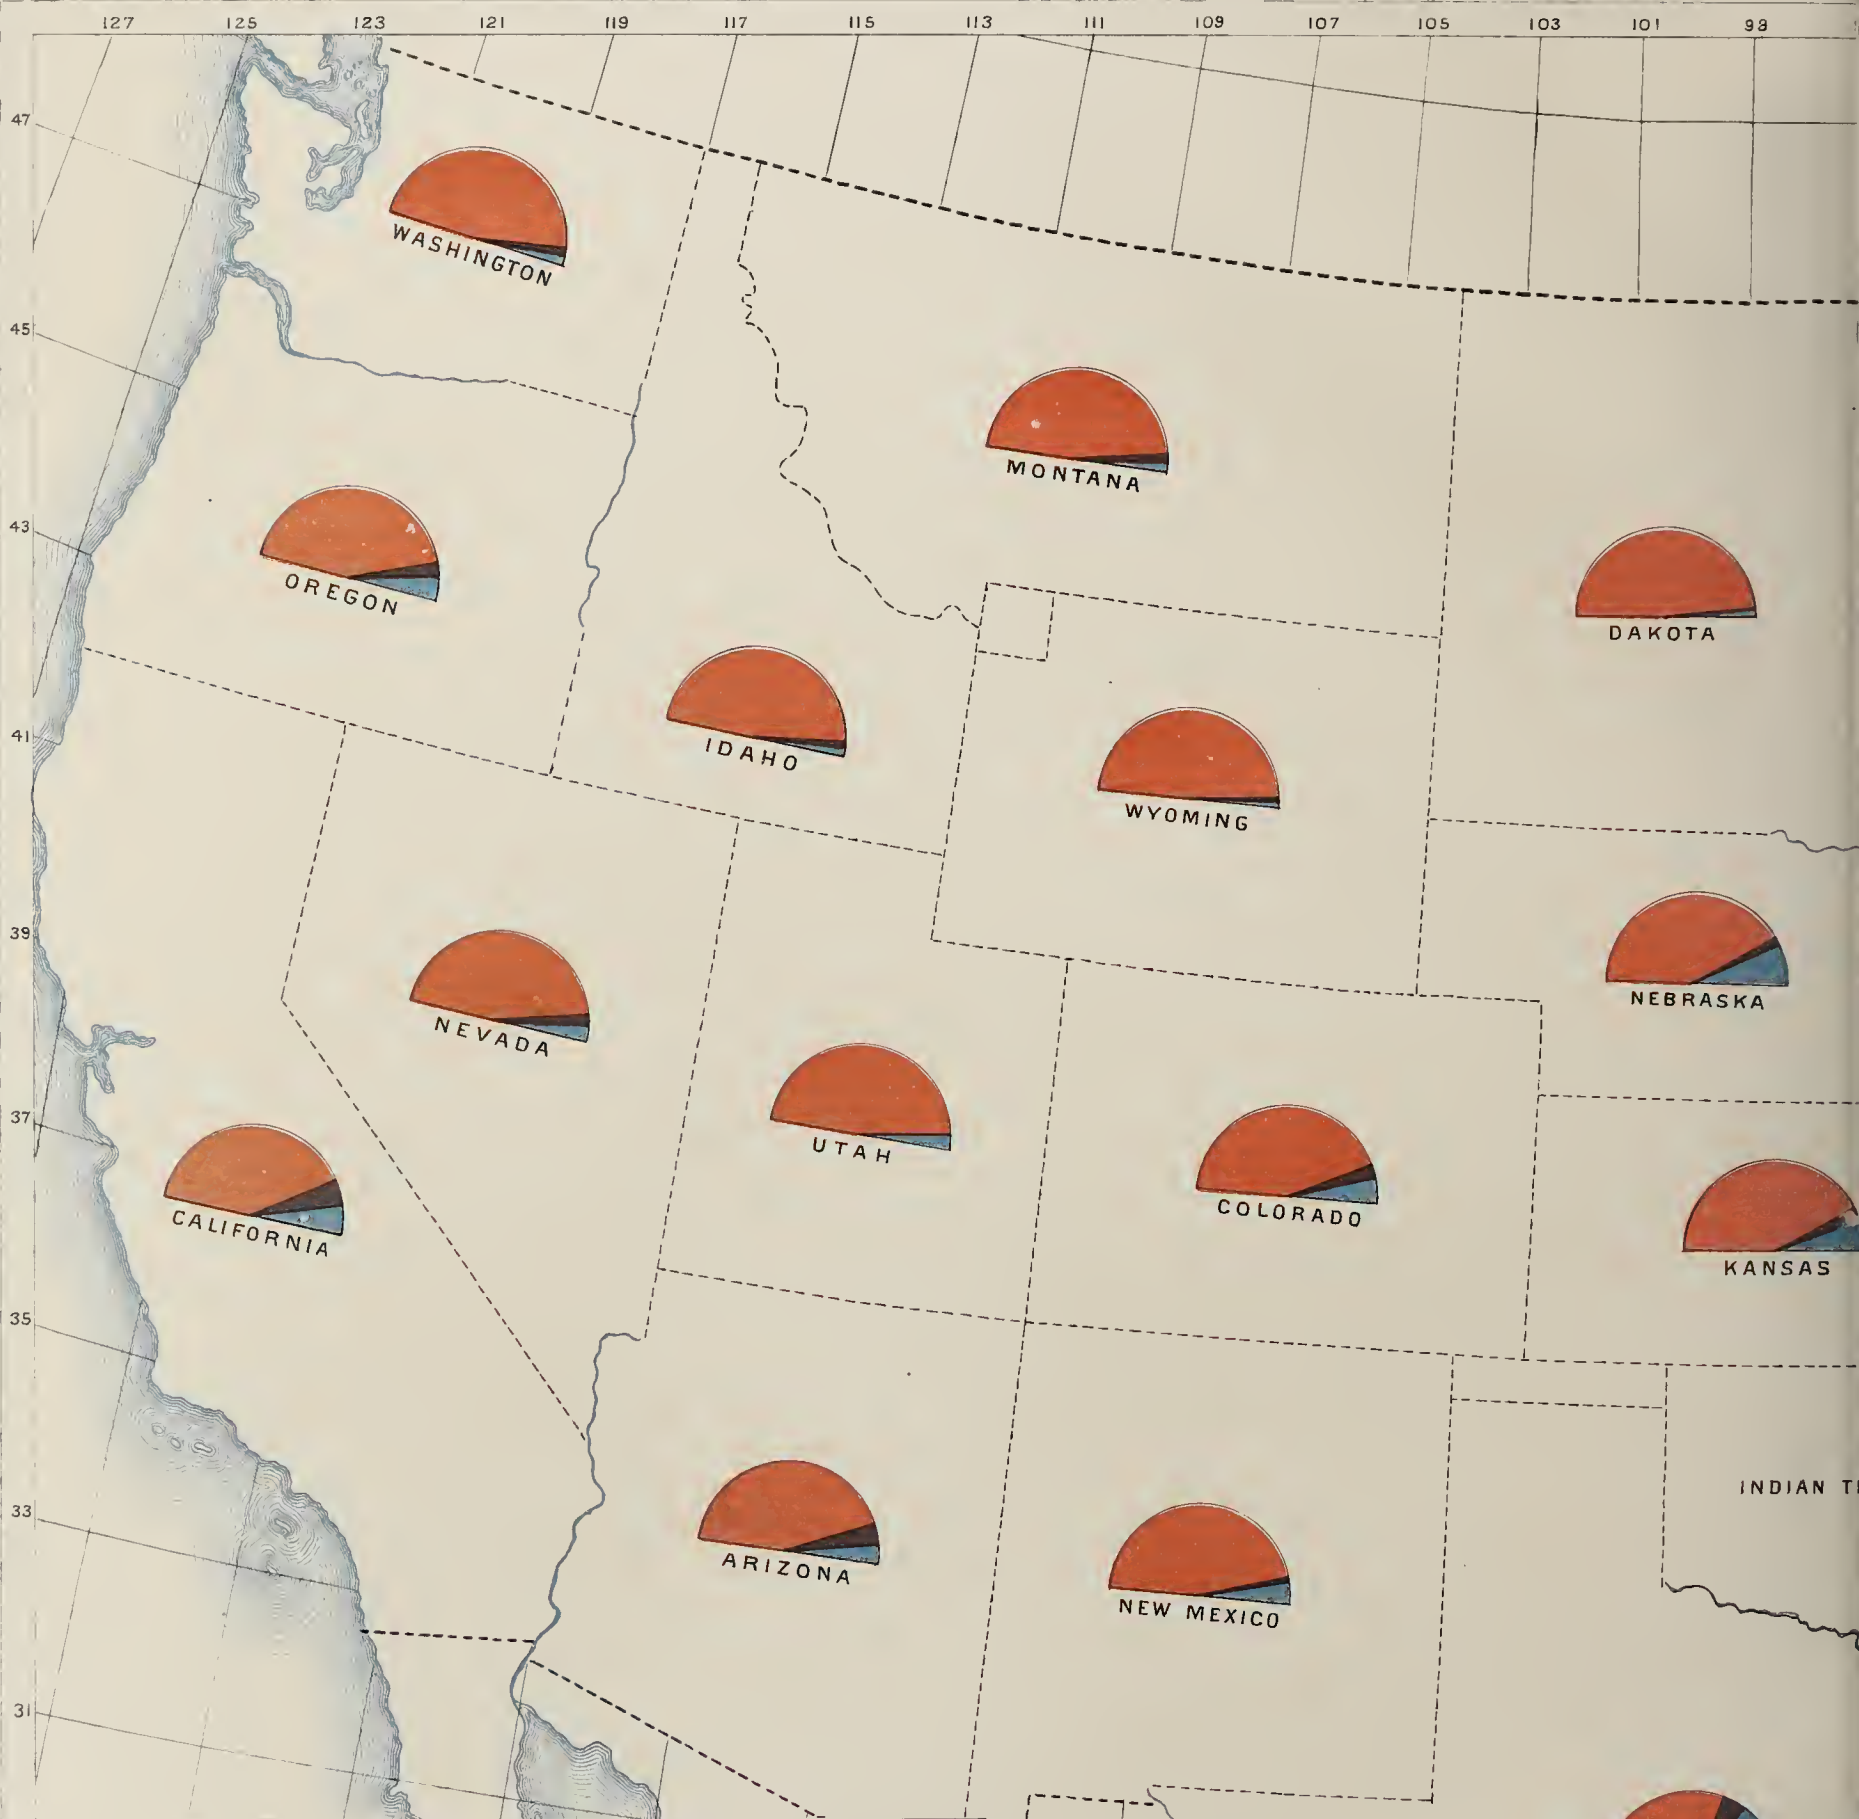 127 125 123 121 119 117 115 113 111 109 107 105 103 101 99
47
WASHINGTON
45
MONTANA
43
OREGON
DAKOTA
41
IDAHO
WYOMING
39
NEBRASKA
NEVADA
37
UTAH
COLORADO
CALIFORNIA
KANSAS
35
INDIAN T
33
ARIZONA
NEW MEXICO
31